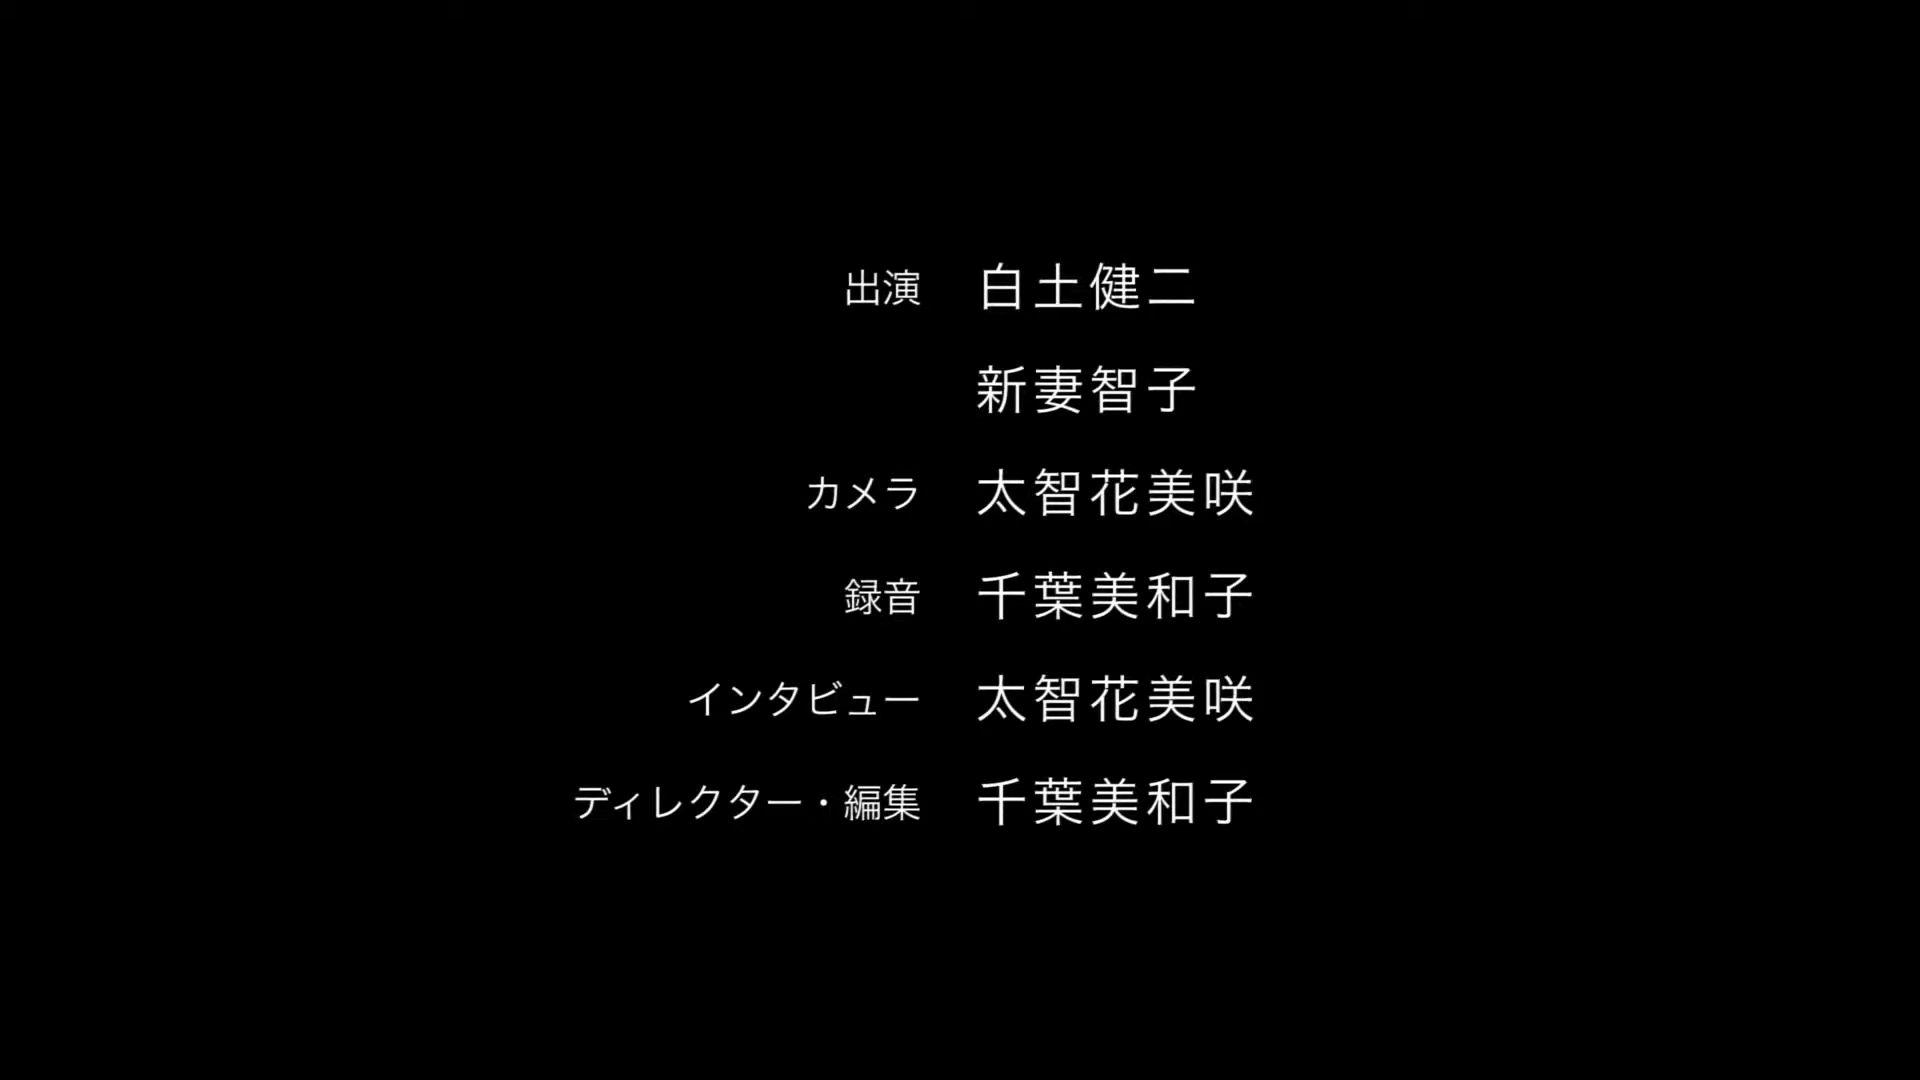 出演 白土健二
新妻智子
カメラ 太智花美咲
録音 千葉美和子
インタビュー 太智花美咲
ディレクター・編集 千葉美和子